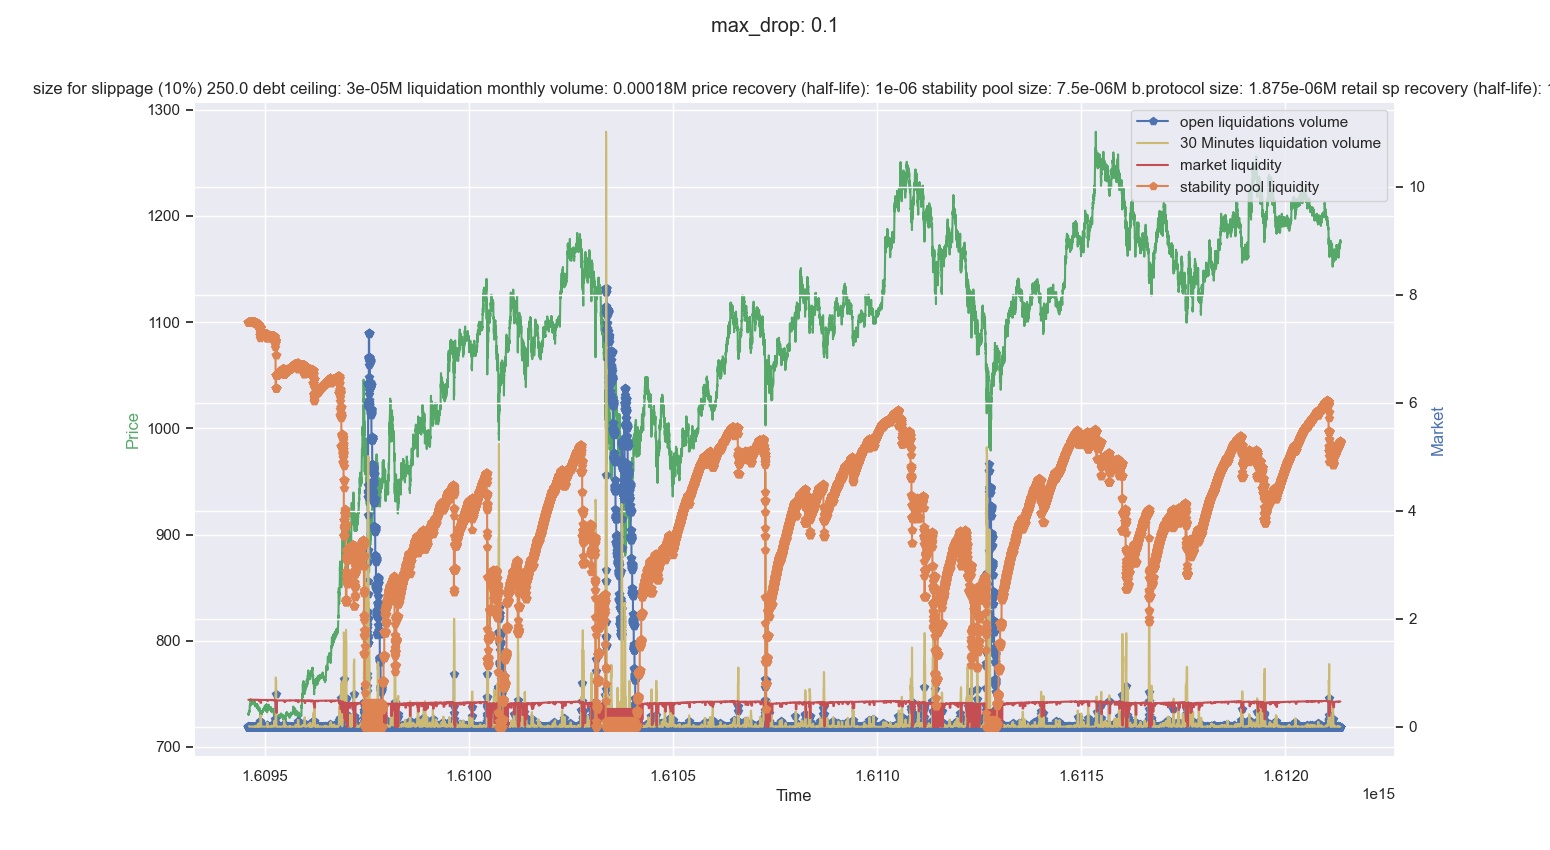 max_drop: 0.1
size for slippage (10%) 250.0 debt ceiling: 3e-05M liquidation monthly volume: 0.00018M price recovery (half-life): 1e-06 stability pool size: 7.5e-06M b.protocol size: 1.875e-06M retail sp recovery (half-life):
1300
1200
1100
1000
900
800
700
Price
open liquidations volume
30 Minutes liquidation volume
market liquidity
stability pool liquidity
10
8
6
4
2
0
Market
1.6095
1.6100
1.6105
1.6110
1.6115
1.6120
Time
1e15